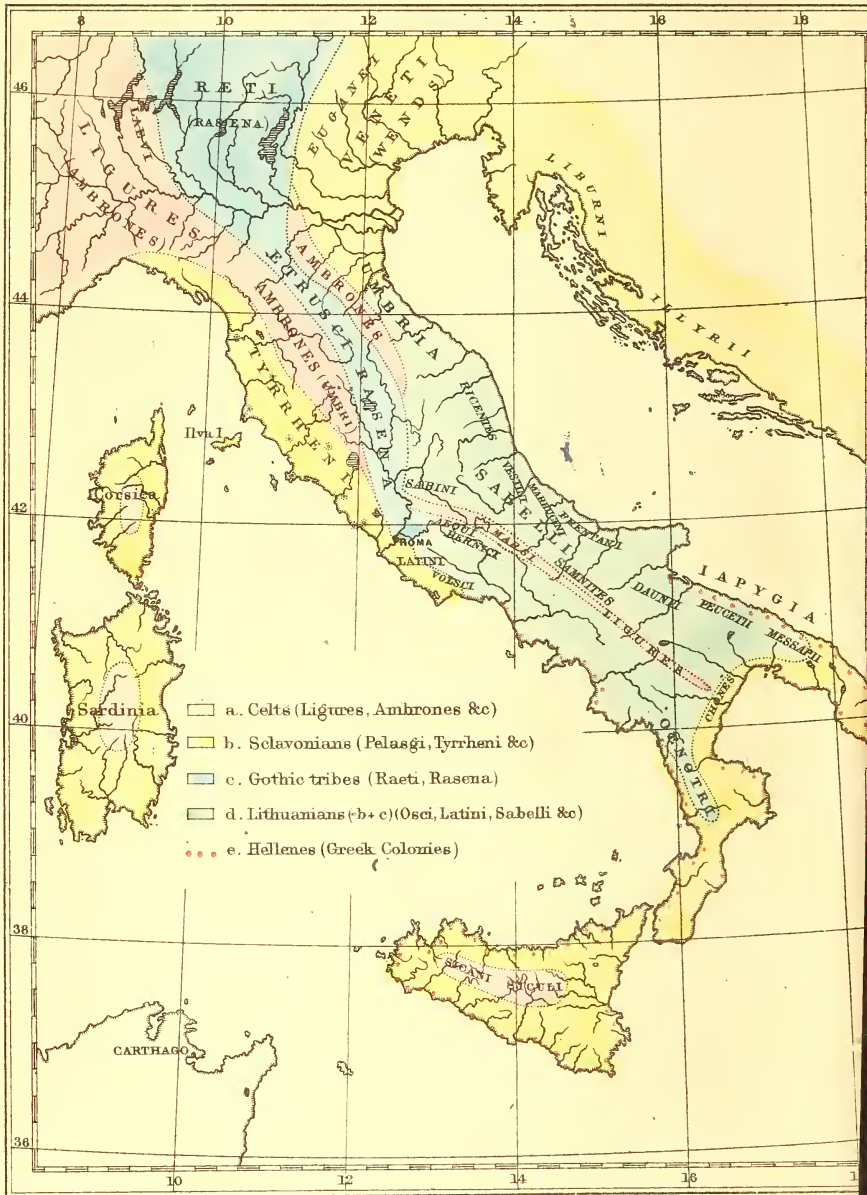 8 10 12 14 16 18
46
RÆTI
(RASENA)
EUGANEI
VENETI
WENDS
LAEVI
LIGURES
(AMBRONES)
LIBURNI
ILLYRII
44
ETRUSCI RASENA
AMBRONES
UMBRIA
AMBRONES (UMBRI)
TYRRHENI
PICENTES
Ilva I.
SABINI
SABELLI
VESTINI
MARRUCINI
FRENTANI
42
Corsica
AEQUI
HERNICI
MARSI
ROMA
LATINI
VOLSCI
SAMNITES
LIGURES
IAPYGIA
DAUNII
PEUCETII
MESSAPII
CHONES
OENOTRI
Sardinia
40
a. Celts (Ligures, Ambrones &c)
b. Sclavonians (Pelasgi, Tyrrheni &c)
c. Gothic tribes (Raeti, Rasena)
d. Lithuanians (-b+c) (Osci, Latini, Sabelli &c)
e. Hellenes (Greek Colonies)
38
SICANI SICULI
CARTHAGO
36
10 12 14 16 18